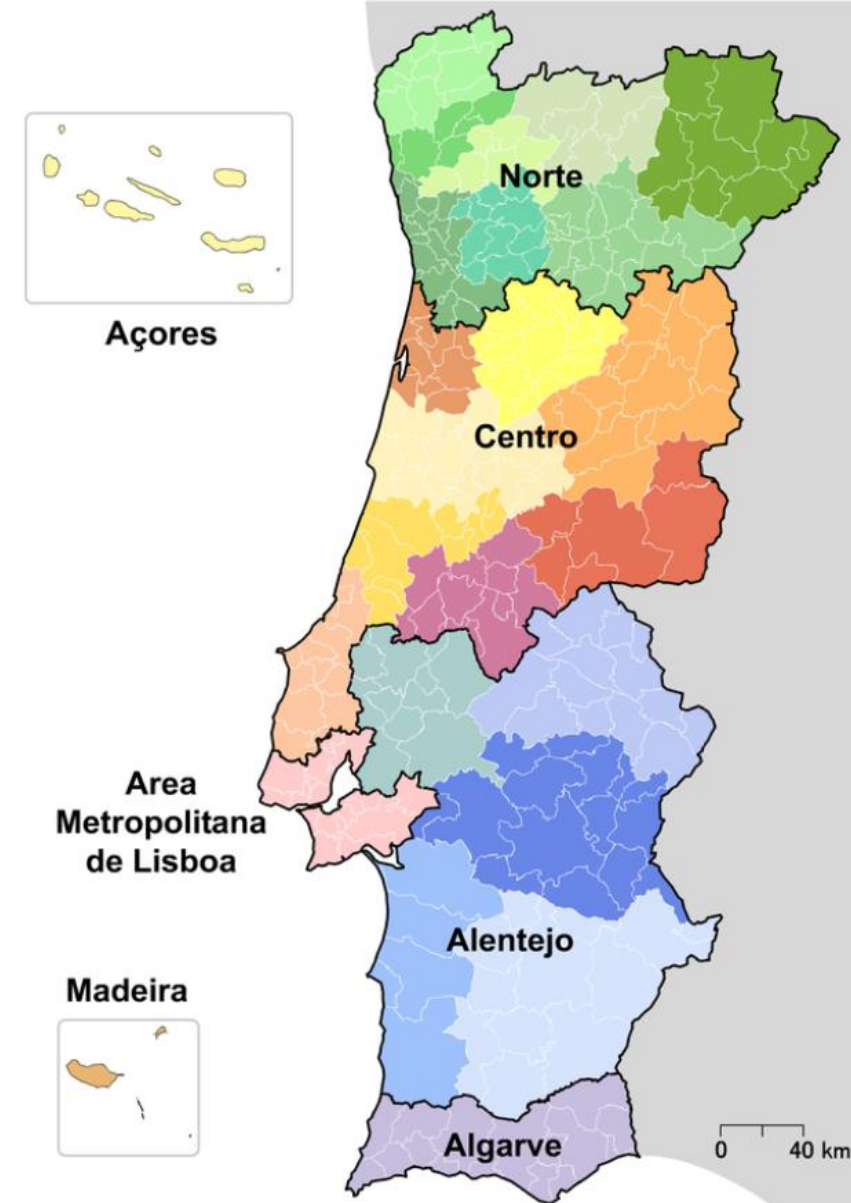 Norte
Açores
Centro
Area
Metropolitana
de Lisboa
Alentejo
Madeira
Algarve
0 40 km